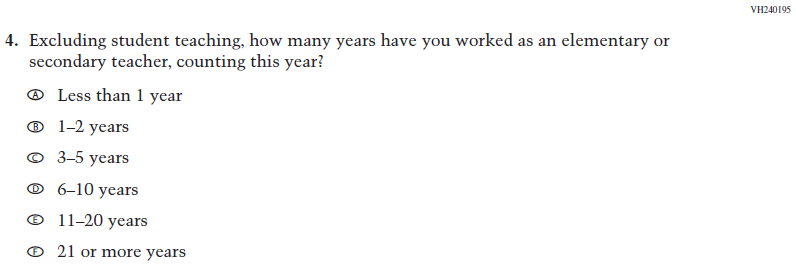 VH240195
4. Excluding student teaching, how many years have you worked as an elementary or
secondary teacher, counting this year?
A Less than 1 year
B 1–2 years
C 3–5 years
D 6–10 years
E 11–20 years
F 21 or more years